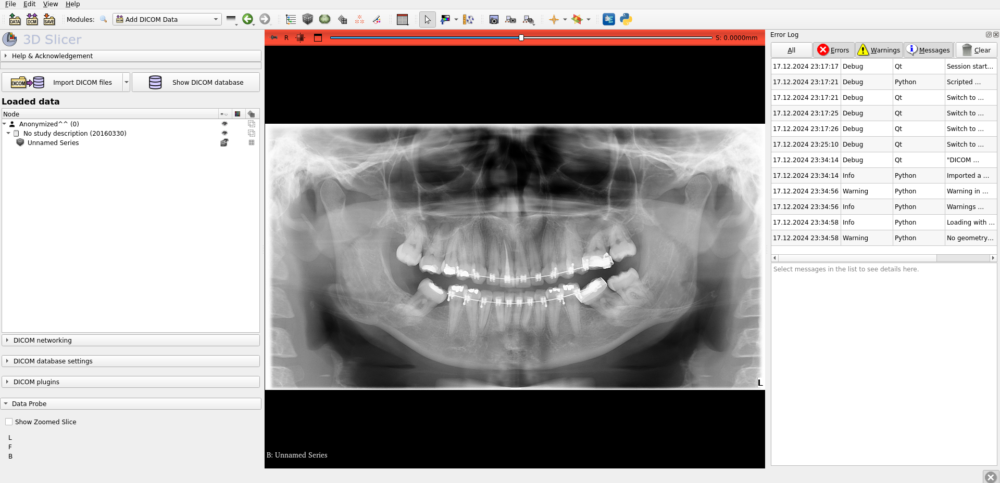 File Edit View Help
DATA DCM SAVE Modules: DICOM Add DICOM Data
3D Slicer
Help & Acknowledgement
DICOM Import DICOM files Show DICOM database
Loaded data
Node
Anonymized^^ (0)
No study description (20160330)
Unnamed Series
DICOM networking
DICOM database settings
DICOM plugins
Data Probe
Show Zoomed Slice
L
F
B
R S: 0.0000mm
L
B: Unnamed Series
Error Log
All Errors Warnings Messages Clear
17.12.2024 23:17:17 Debug Qt Session start...
17.12.2024 23:17:21 Debug Python Scripted ...
17.12.2024 23:17:21 Debug Qt Switch to ...
17.12.2024 23:17:25 Debug Qt Switch to ...
17.12.2024 23:17:26 Debug Qt Switch to ...
17.12.2024 23:25:10 Debug Qt Switch to ...
17.12.2024 23:34:14 Debug Qt "DICOM ...
17.12.2024 23:34:14 Info Python Imported a ...
17.12.2024 23:34:56 Warning Python Warning in ...
17.12.2024 23:34:56 Info Python Warnings ...
17.12.2024 23:34:58 Info Python Loading with ...
17.12.2024 23:34:58 Warning Python No geometry...
Select messages in the list to see details here.